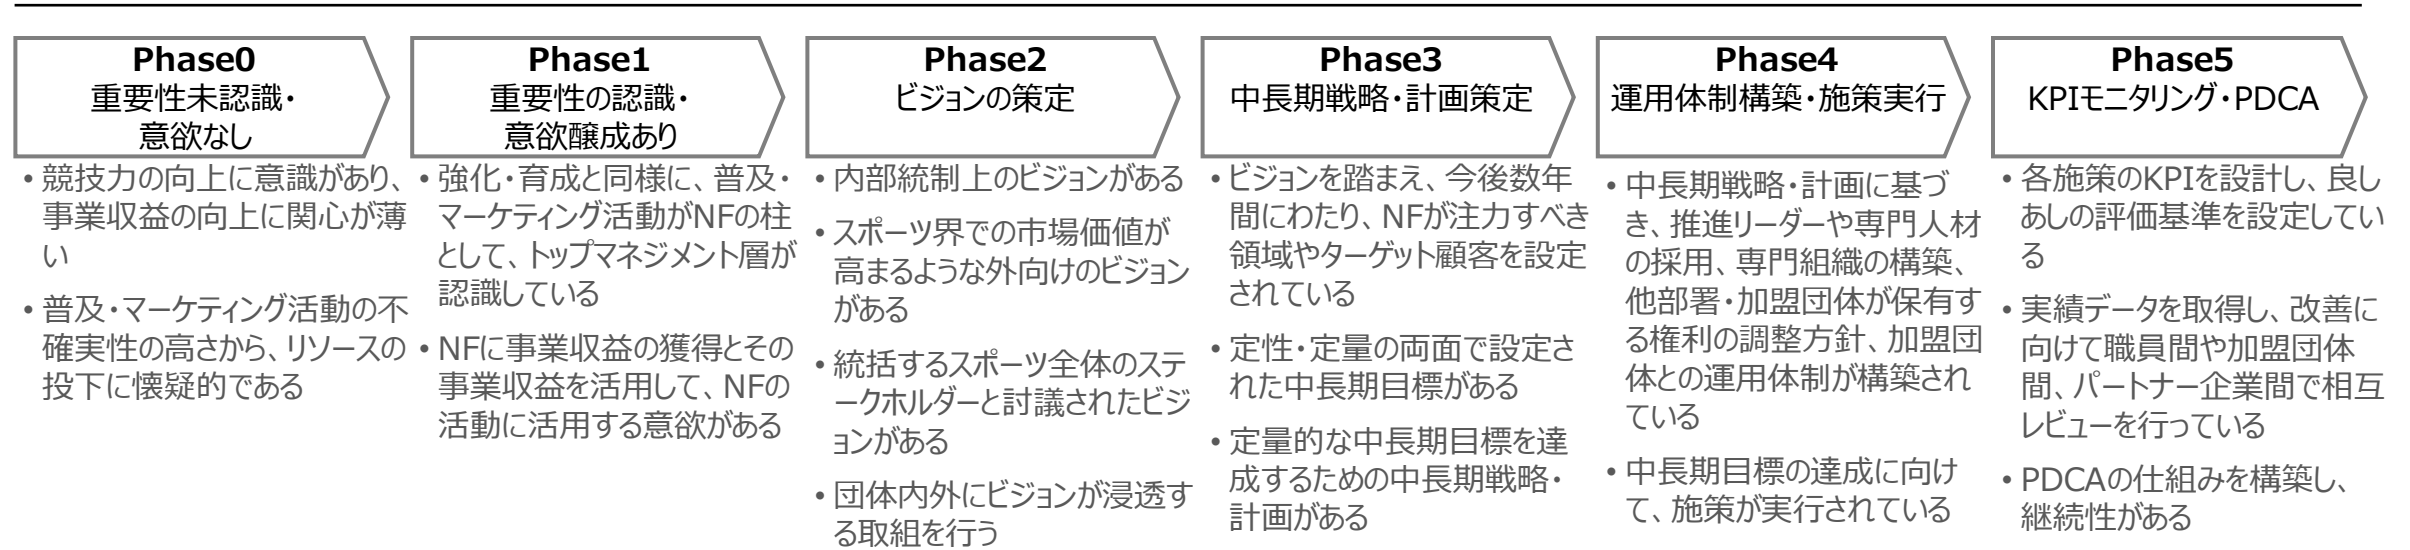 Phase0
重要性未認識・
意欲なし
• 競技力の向上に意識があり、
事業収益の向上に関心が薄
い
• 普及・マーケティング活動の不
確実性の高さから、リソースの
投下に懐疑的である
Phase1
重要性の認識・
意欲醸成あり
• 強化・育成と同様に、普及・
マーケティング活動がNFの柱
として、トップマネジメント層が
認識している
• NFに事業収益の獲得とその
事業収益を活用して、NFの
活動に活用する意欲がある
Phase2
ビジョンの策定
• 内部統制上のビジョンがある
• スポーツ界での市場価値が
高まるような外向けのビジョン
がある
• 統括するスポーツ全体のステ
ークホルダーと討議されたビジ
ョンがある
• 団体内外にビジョンが浸透す
る取組を行う
Phase3
中長期戦略・計画策定
• ビジョンを踏まえ、今後数年
間にわたり、NFが注力すべき
領域やターゲット顧客を設定
されている
• 定性・定量の両面で設定さ
れた中長期目標がある
• 定量的な中長期目標を達
成するための中長期戦略・
計画がある
Phase4
運用体制構築・施策実行
• 中長期戦略・計画に基づ
き、推進リーダーや専門人材
の採用、専門組織の構築、
他部署・加盟団体が保有す
る権利の調整方針、加盟団
体との運用体制が構築され
ている
• 中長期目標の達成に向け
て、施策が実行されている
Phase5
KPIモニタリング・PDCA
• 各施策のKPIを設計し、良し
あしの評価基準を設定してい
る
• 実績データを取得し、改善に
向けて職員間や加盟団体
間、パートナー企業間で相互
レビューを行っている
• PDCAの仕組みを構築し、
継続性がある